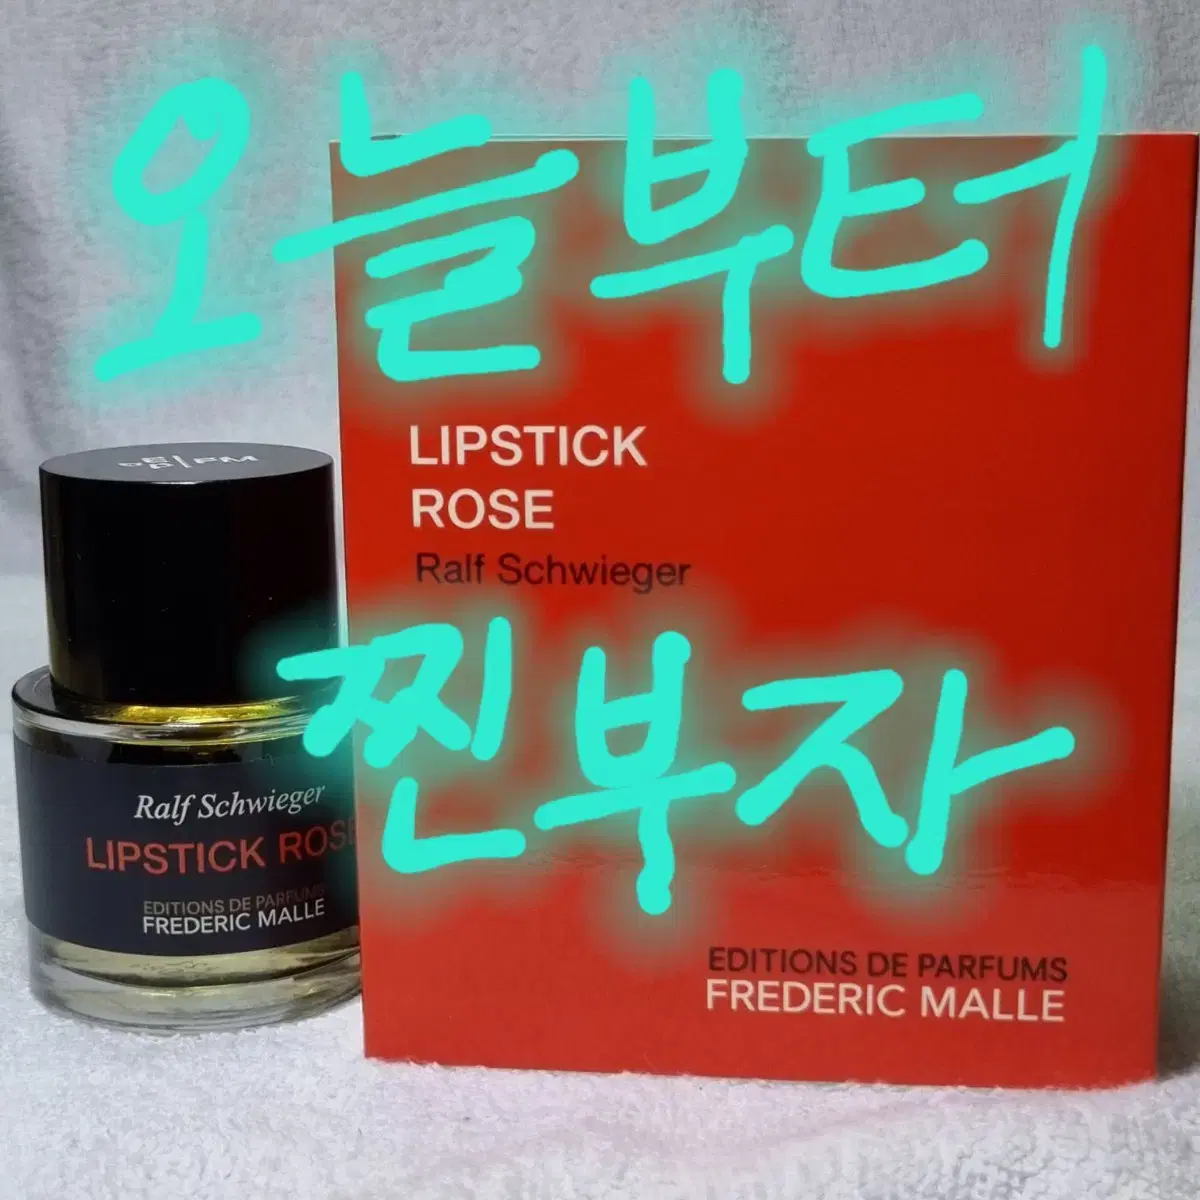 오늘부터
LIPSTICK
ROSE
Ralf Schwieger
찐부자
EDITIONS DE PARFUMS
FREDERIC MALLE
Ralf Schwieger
LIPSTICK ROSE
EDITIONS DE PARFUMS
FREDERIC MALLE